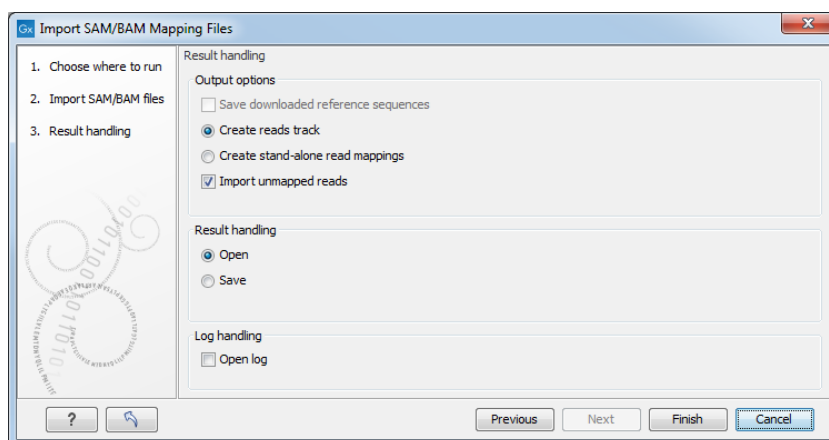 Gx Import SAM/BAM Mapping Files
1. Choose where to run
2. Import SAM/BAM files
3. Result handling
Result handling
Output options
Save downloaded reference sequences
Create reads track
Create stand-alone read mappings
Import unmapped reads
Result handling
Open
Save
Log handling
Open log
?
Previous
Next
Finish
Cancel